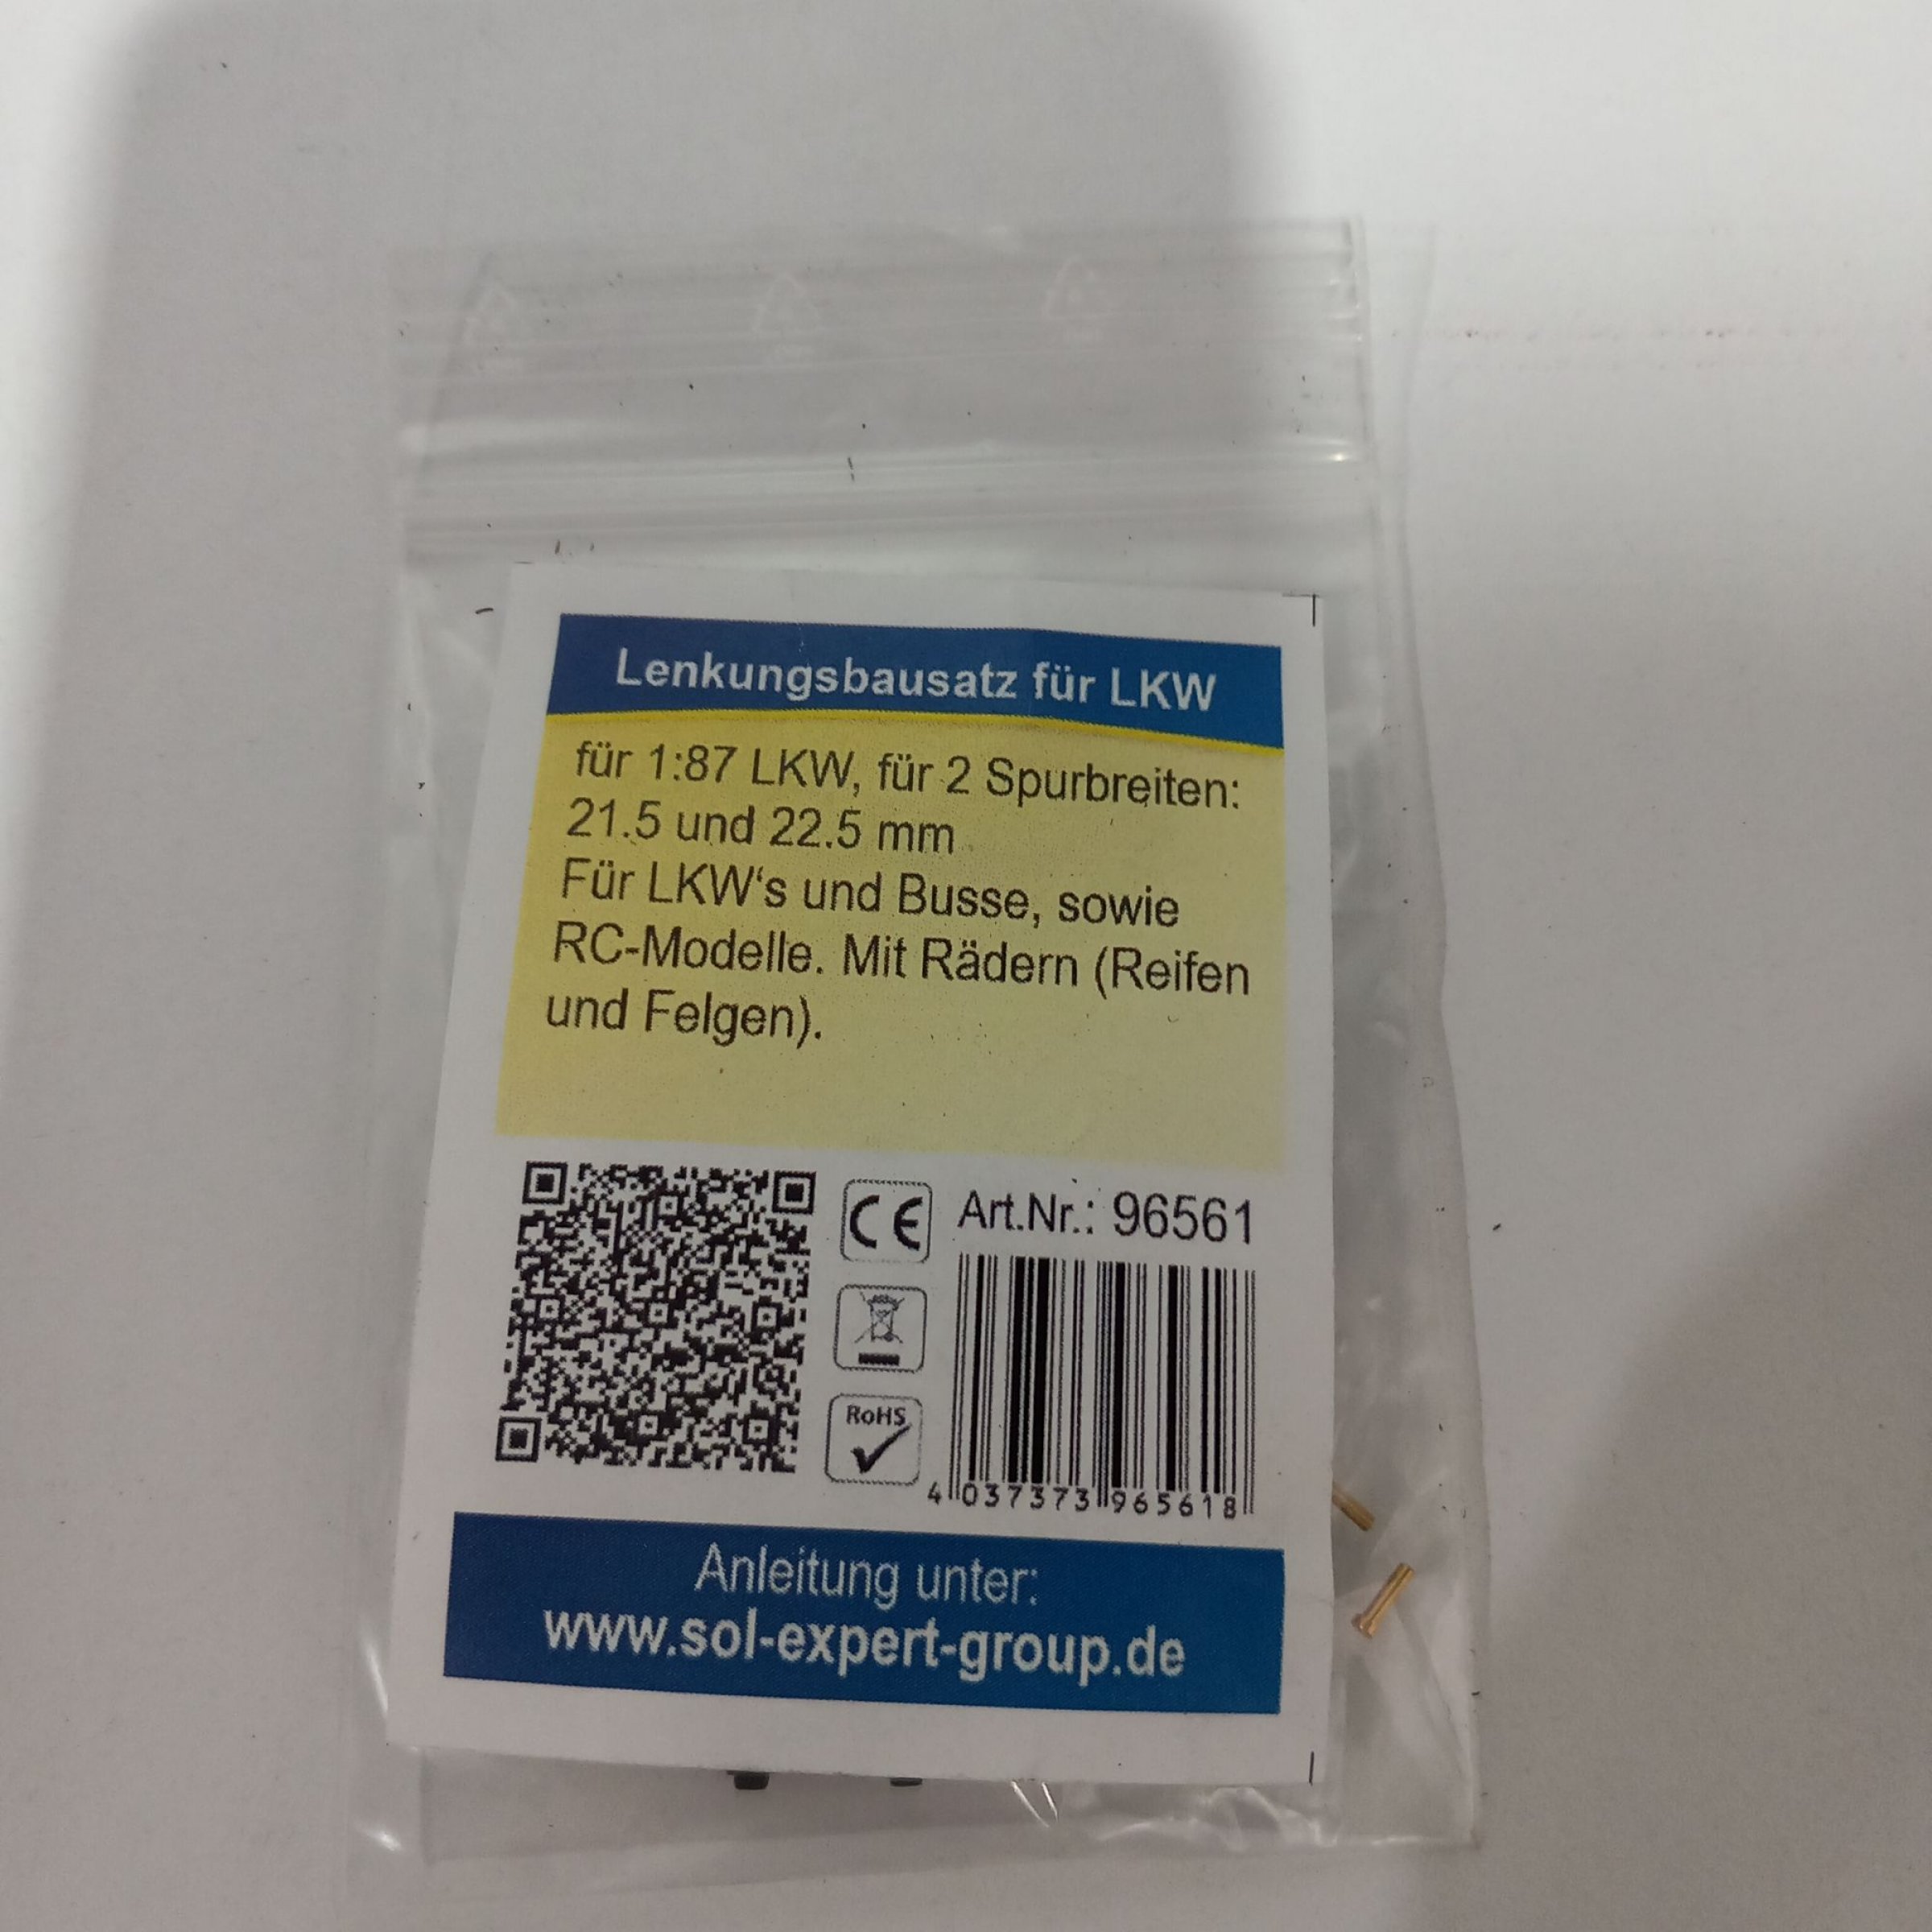 Lenkungsbausatz für LKW
für 1:87 LKW, für 2 Spurbreiten:
21.5 und 22.5 mm
Für LKW‘s und Busse, sowie
RC-Modelle. Mit Rädern (Reifen
und Felgen).
CE
Art.Nr.: 96561
RoHS
4 037373 965618
Anleitung unter:
www.sol-expert-group.de